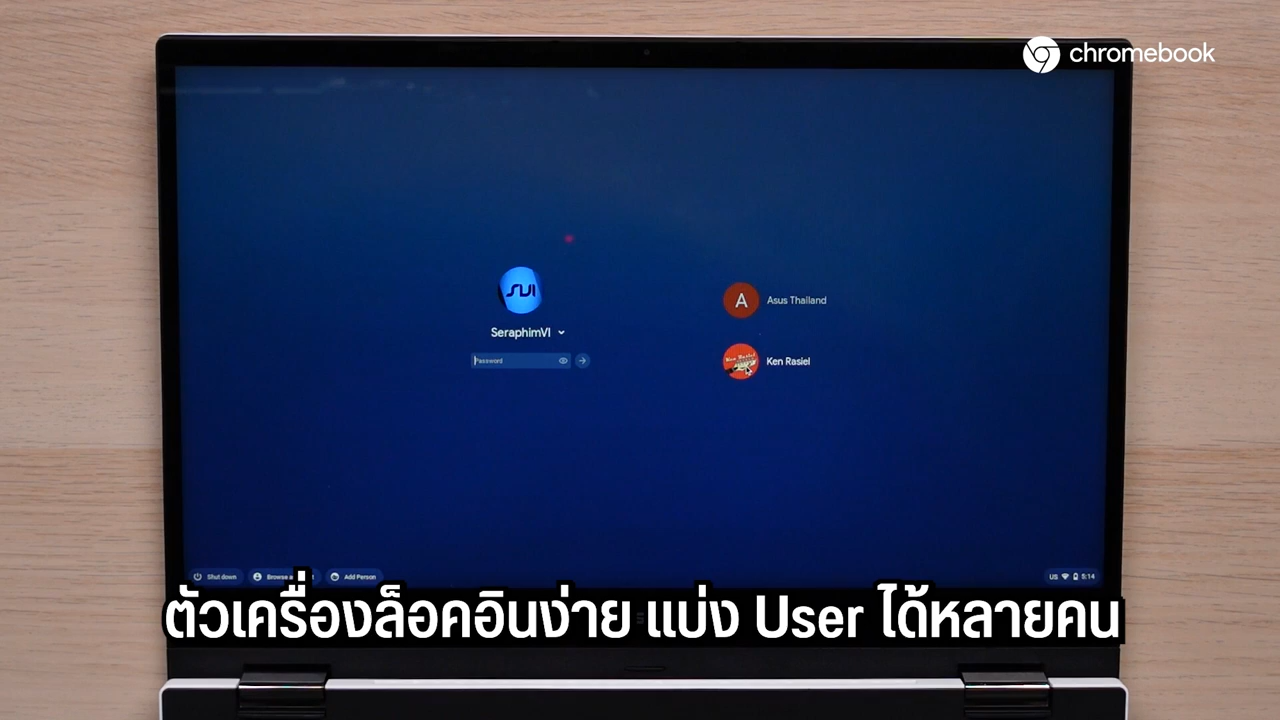 chromebook
SeraphimVI
Password
A Asus Thailand
Ken Rasiel
Shut down
Add Person
US 5:14
ตัวเครื่องล็อคอินง่าย แบ่ง User ได้หลายคน